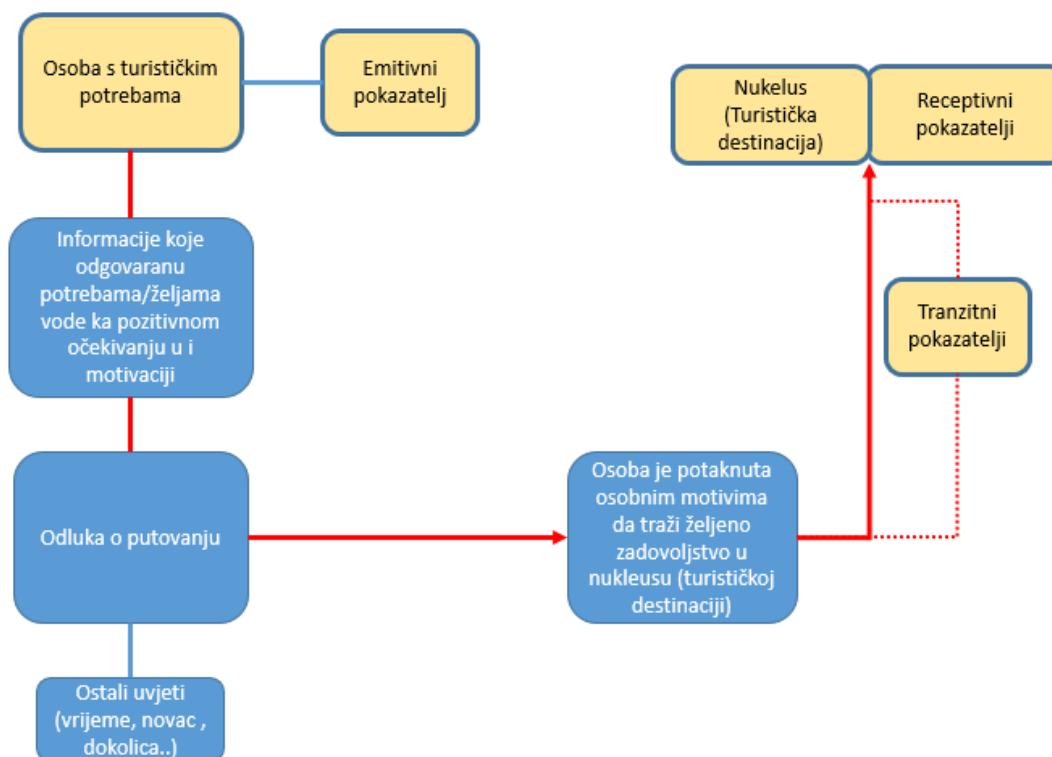 Osoba s turističkim
potrebama
Emitivni
pokazatelj
Nukelus
(Turistička
destinacija)
Receptivni
pokazatelji
Informacije koje
odgovaranu
potrebama/željama
vode ka pozitivnom
očekivanju u i
motivaciji
Tranzitni
pokazatelji
Odluka o putovanju
Osoba je potaknuta
osobnim motivima
da traži željeno
zadovoljstvo u
nukleusu (turističkoj
destinaciji)
Ostali uvjeti
(vrijeme, novac ,
dokolica..)